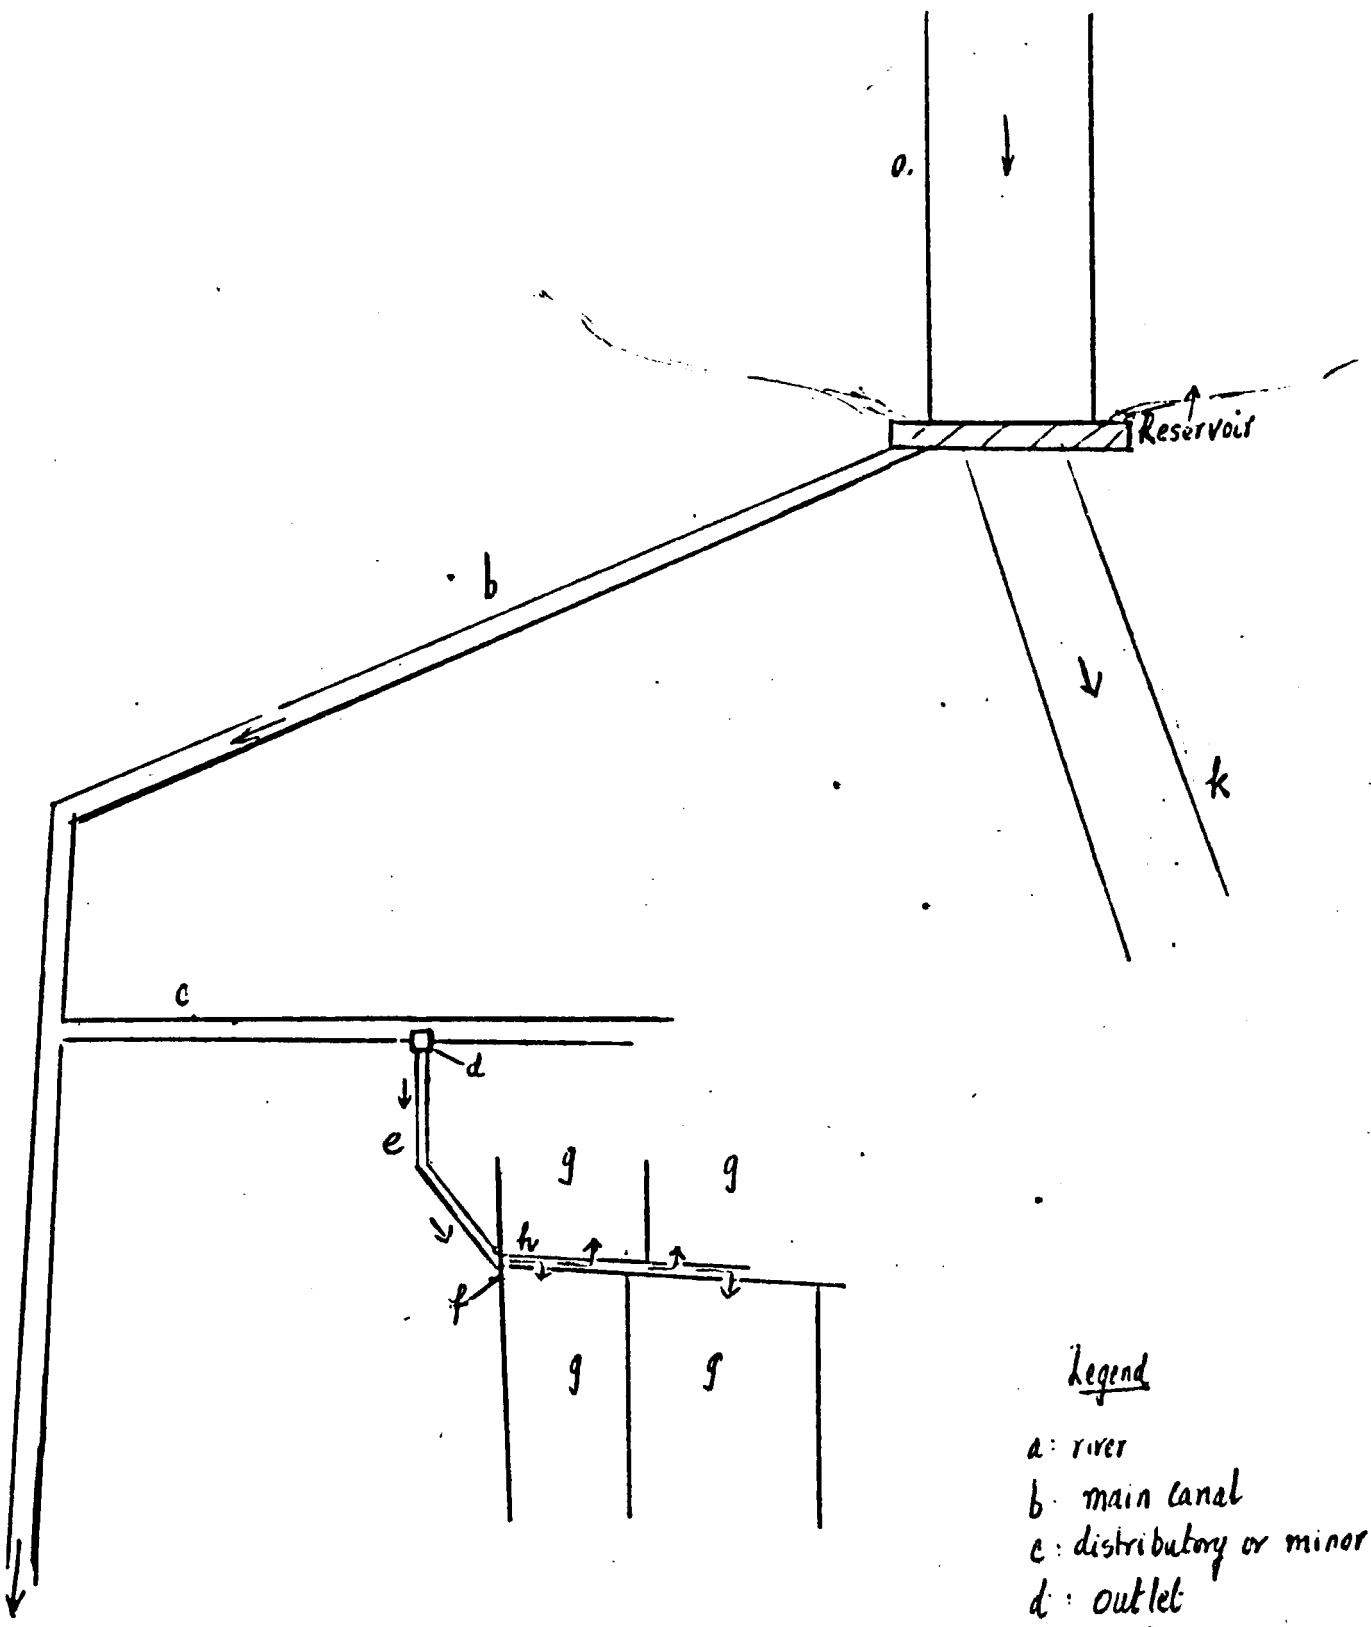 a.
Reservoir
b
k
c
d
e
g
g
h
f
g
g
Legend
a: river
b. main canal
c: distributory or minor
d: outlet